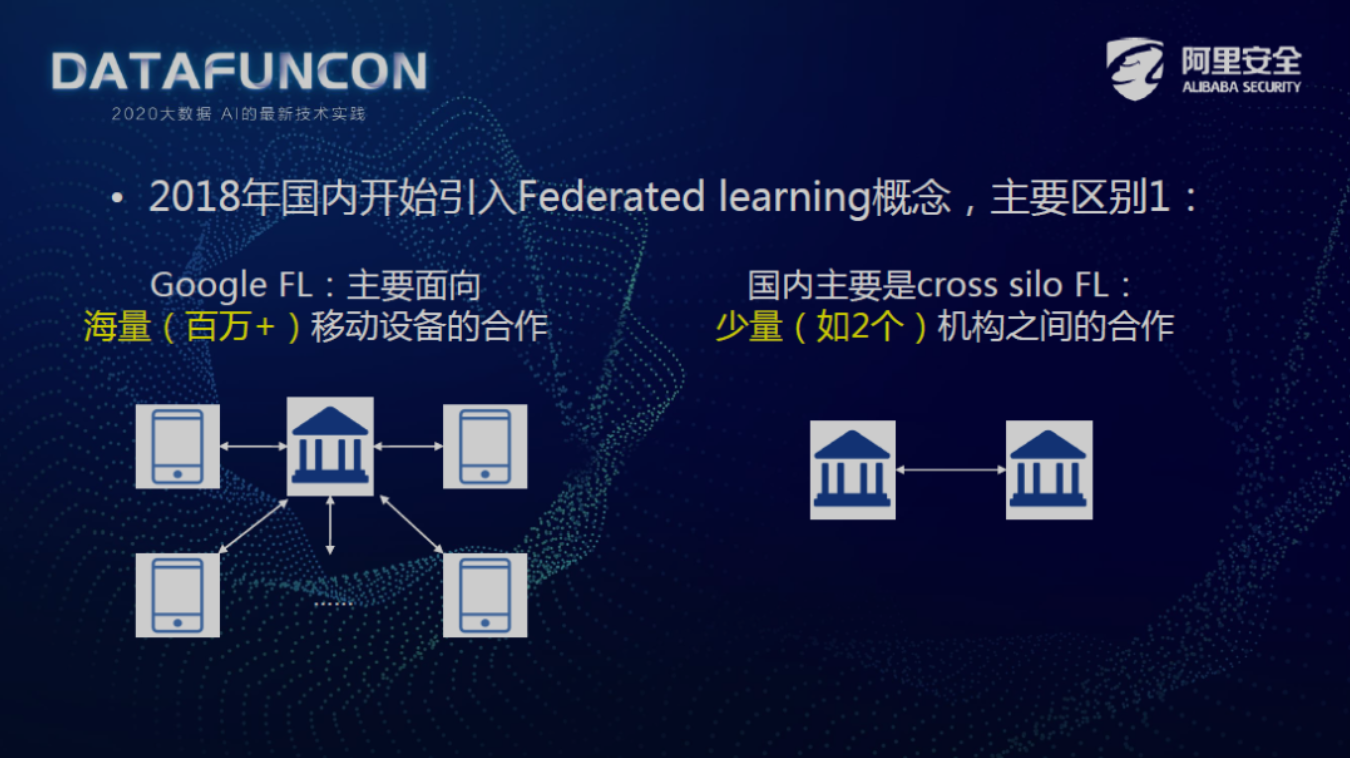 DATAFUNCON
2020大数据 AI的最新技术实践
阿里安全
ALIBABA SECURITY
• 2018年国内开始引入Federated learning概念，主要区别1：
Google FL：主要面向
海量（百万+）移动设备的合作
国内主要是cross silo FL：
少量（如2个）机构之间的合作
......